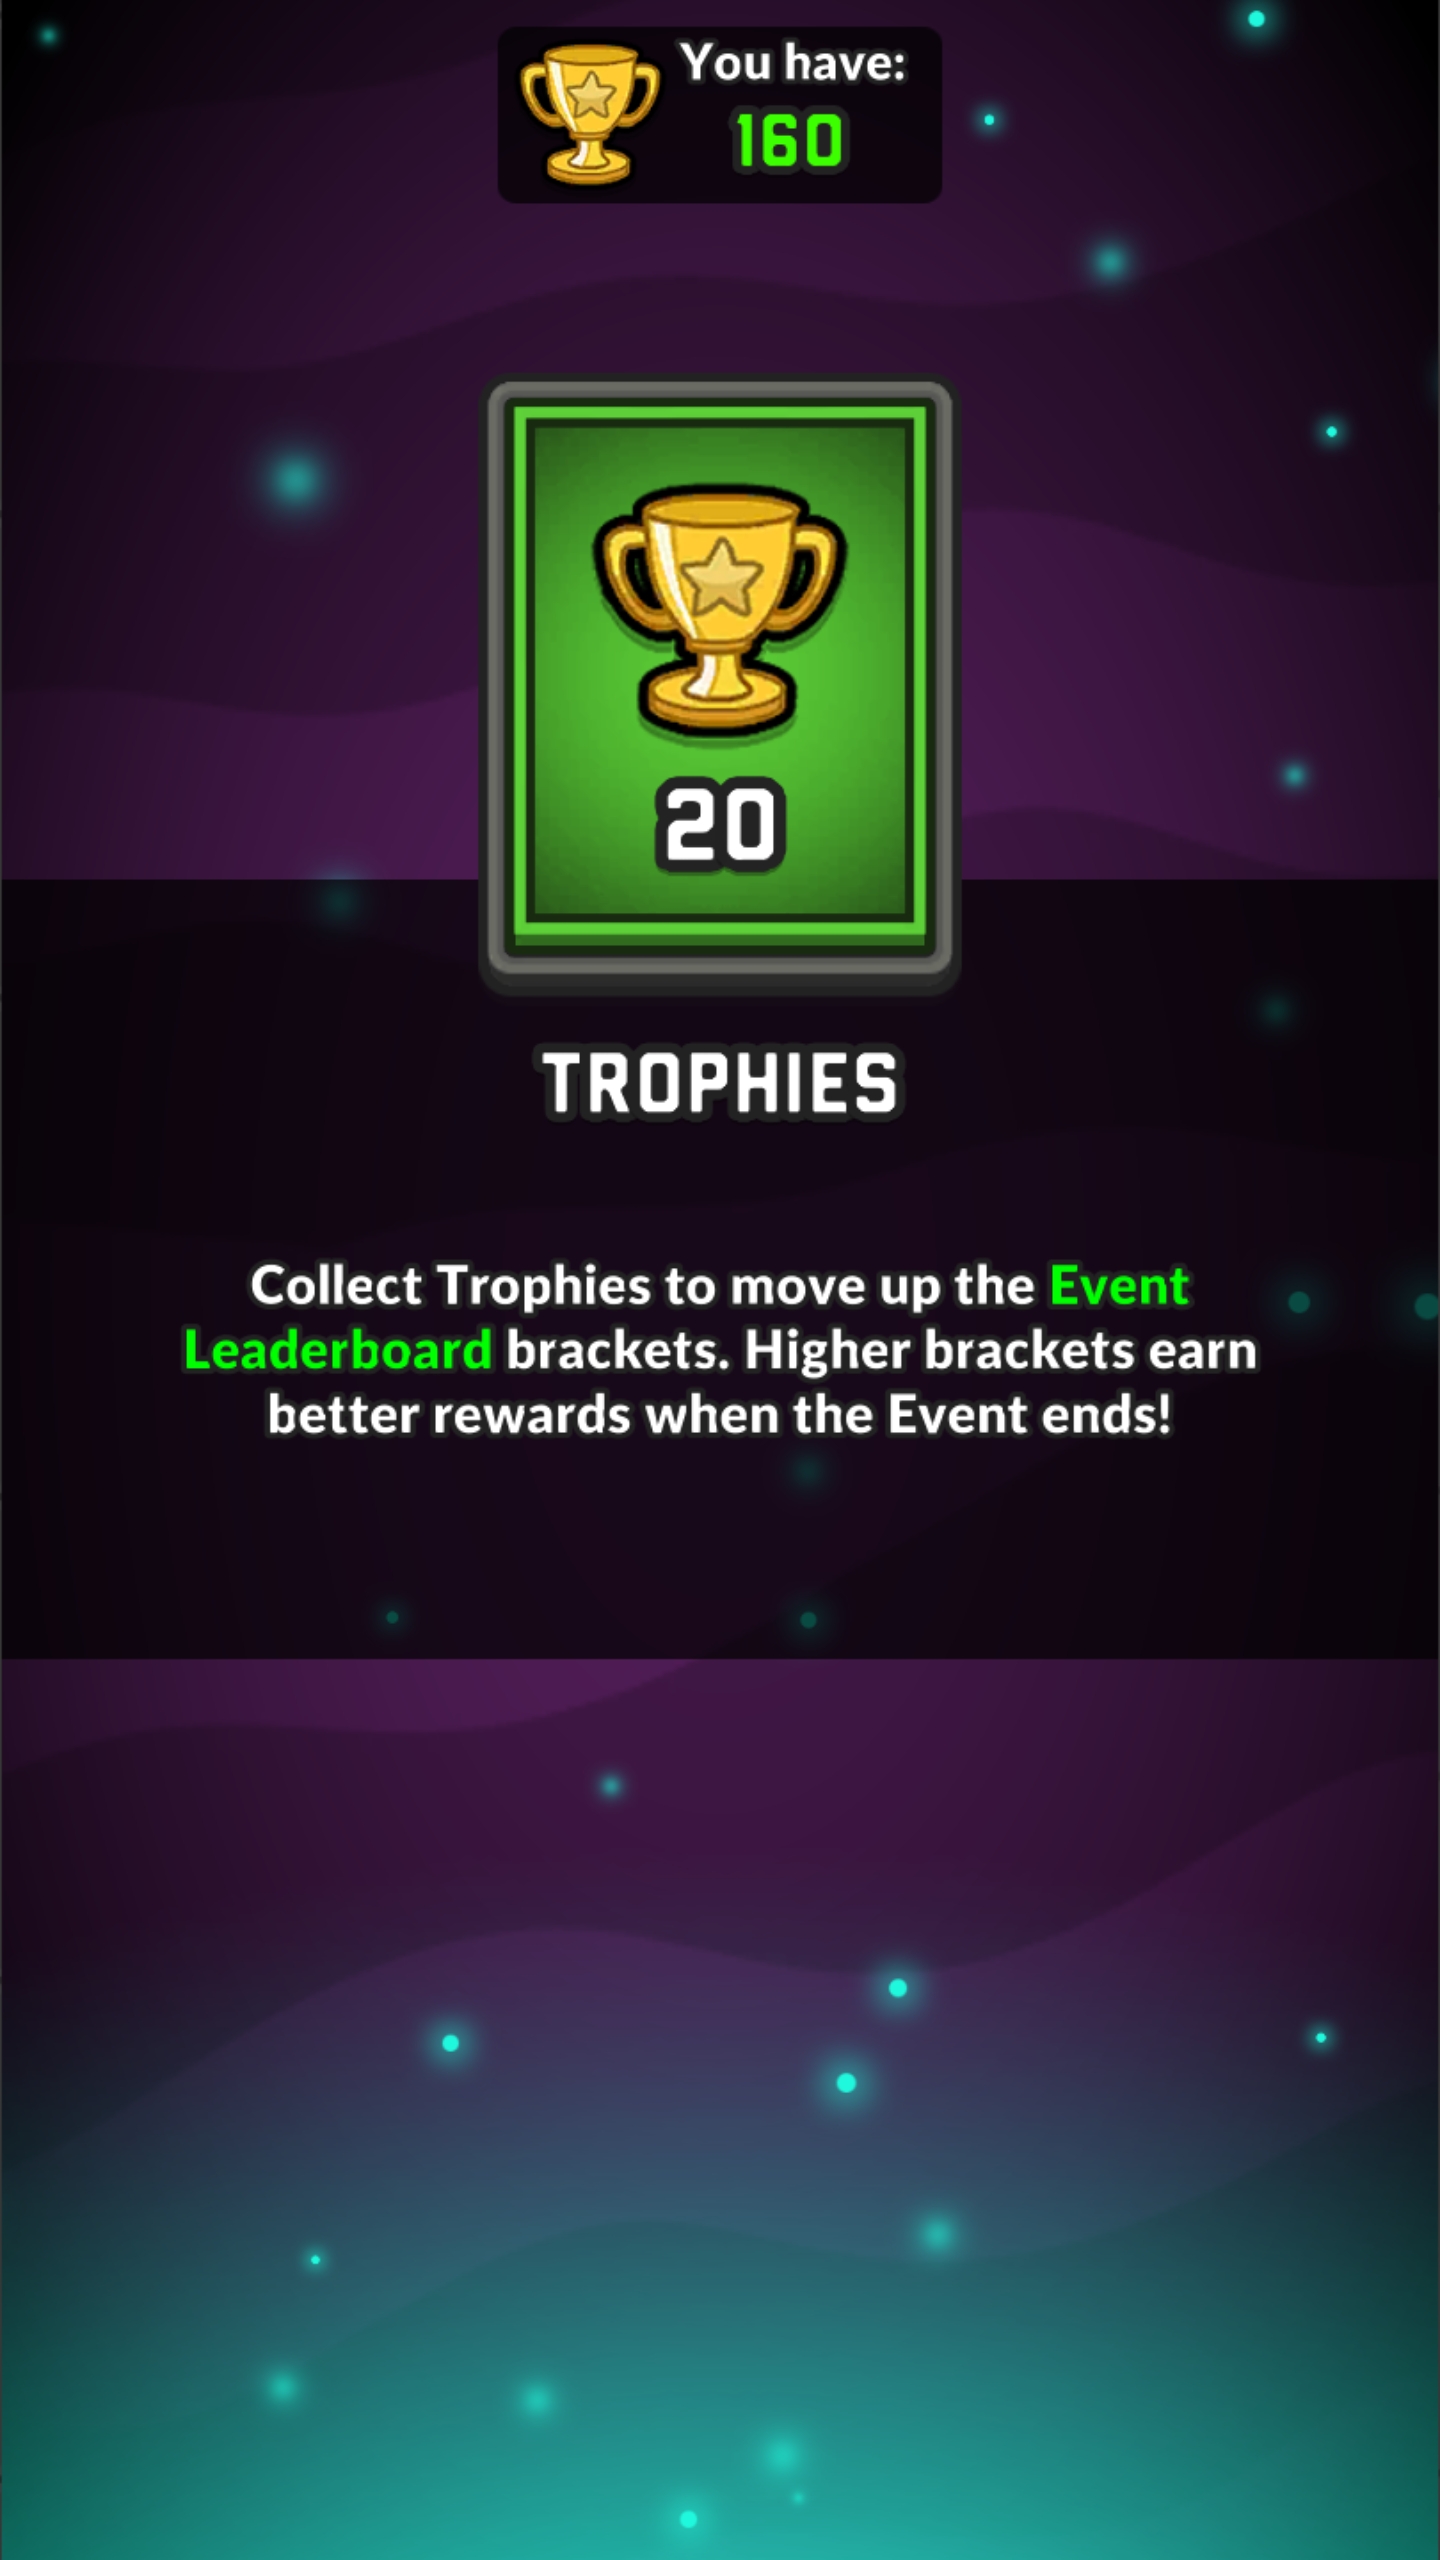 You have:
160
20
TROPHIES
Collect Trophies to move up the Event
Leaderboard brackets. Higher brackets earn
better rewards when the Event ends!